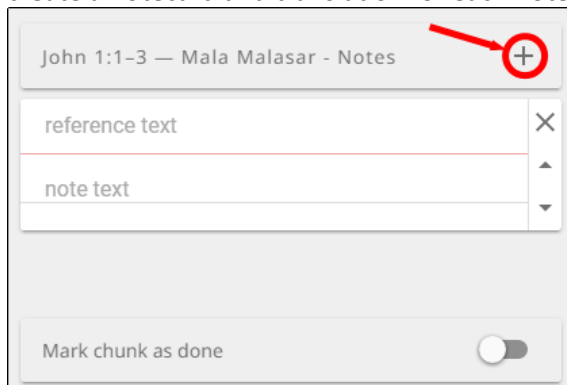 John 1:1–3 — Mala Malasar - Notes
reference text
note text
Mark chunk as done